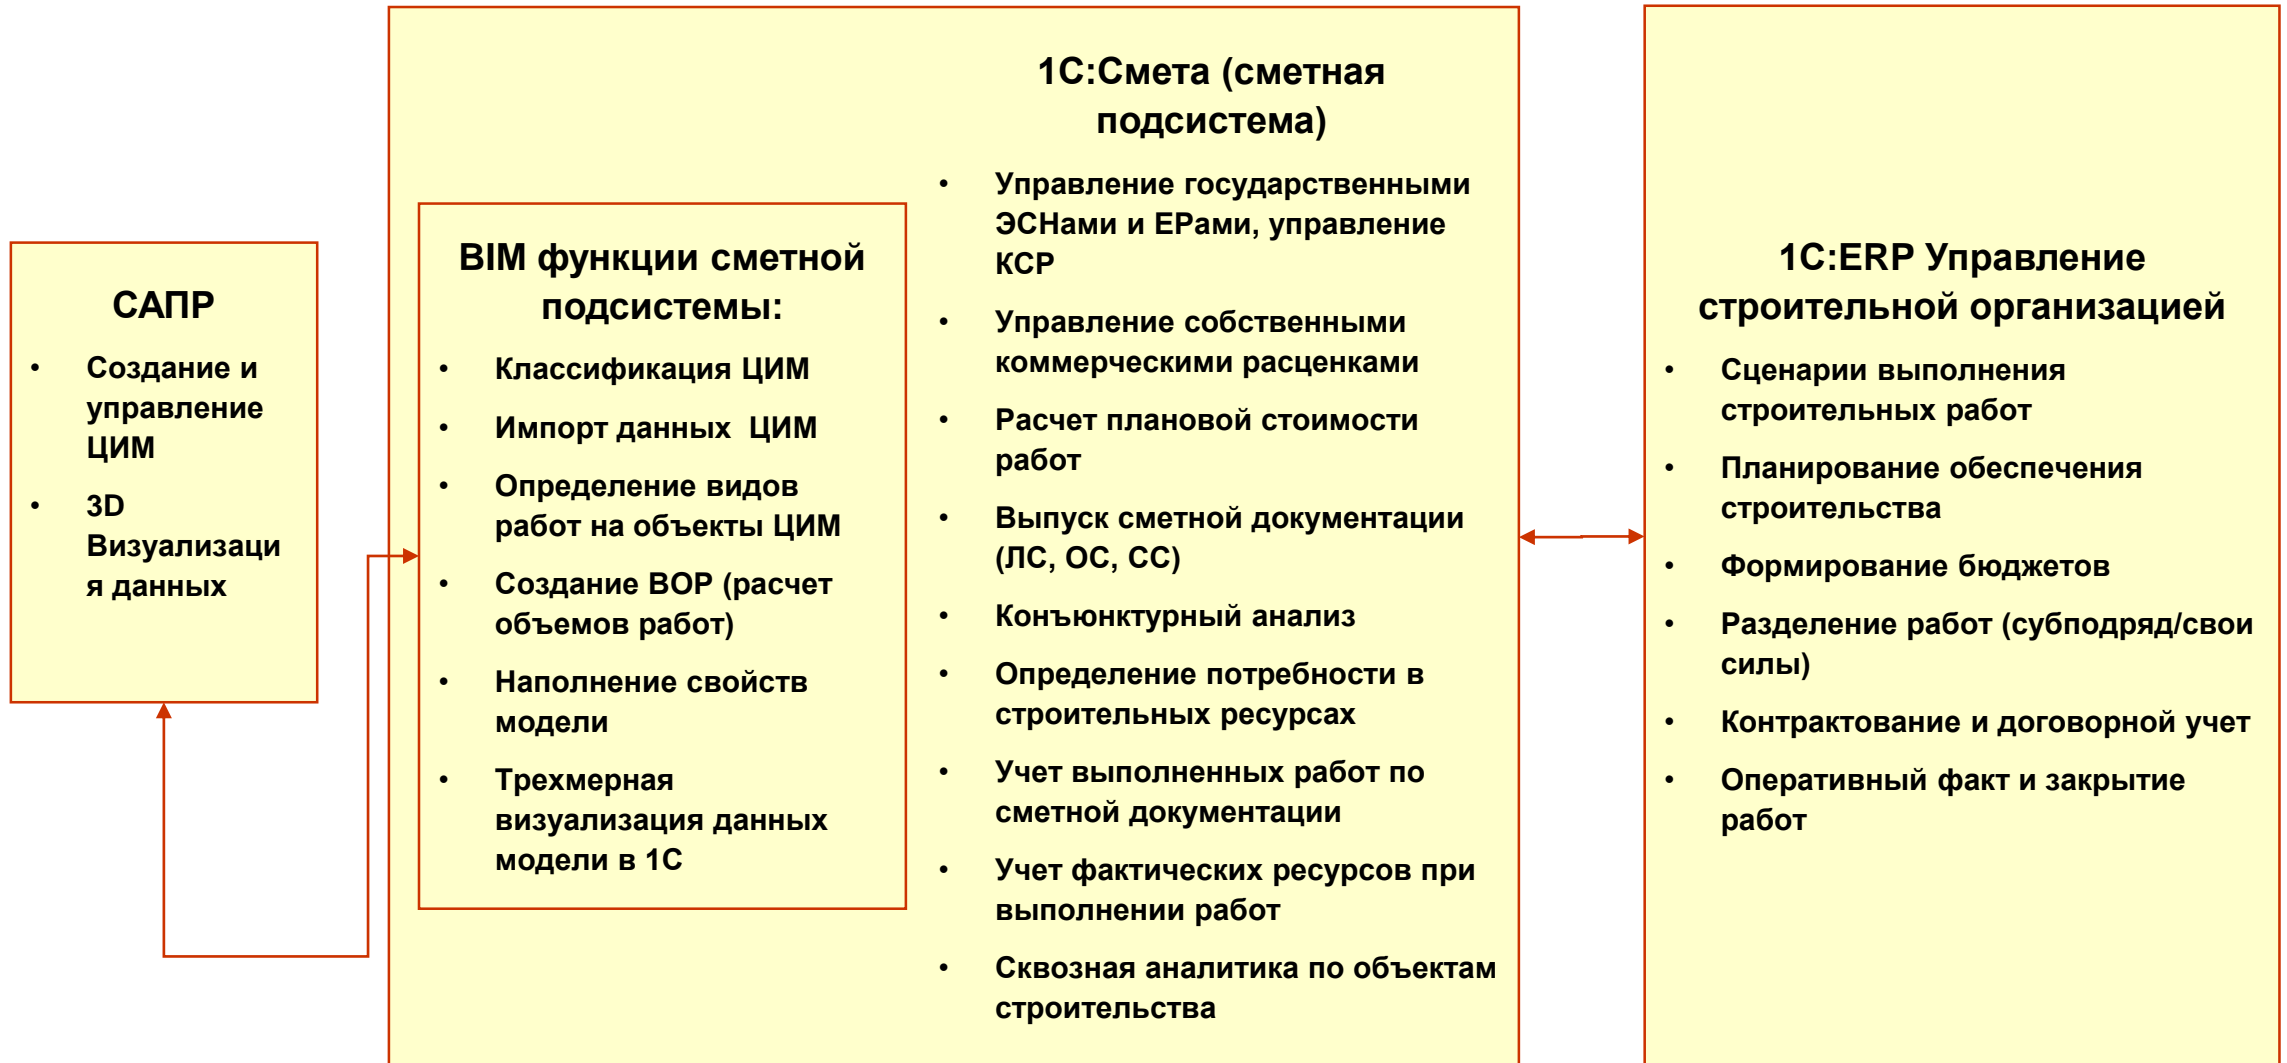 САПР
• Создание и
управление
ЦИМ
• 3D
Визуализаци
я данных
BIM функции сметной
подсистемы:
• Классификация ЦИМ
• Импорт данных ЦИМ
• Определение видов
работ на объекты ЦИМ
• Создание ВОР (расчет
объемов работ)
• Наполнение свойств
модели
• Трехмерная
визуализация данных
модели в 1С
1С:Смета (сметная
подсистема)
• Управление государственными
ЭСНами и ЕРами, управление
КСР
• Управление собственными
коммерческими расценками
• Расчет плановой стоимости
работ
• Выпуск сметной документации
(ЛС, ОС, СС)
• Конъюнктурный анализ
• Определение потребности в
строительных ресурсах
• Учет выполненных работ по
сметной документации
• Учет фактических ресурсов при
выполнении работ
• Сквозная аналитика по объектам
строительства
1С:ERP Управление
строительной организацией
• Сценарии выполнения
строительных работ
• Планирование обеспечения
строительства
• Формирование бюджетов
• Разделение работ (субподряд/свои
силы)
• Контрактование и договорной учет
• Оперативный факт и закрытие
работ